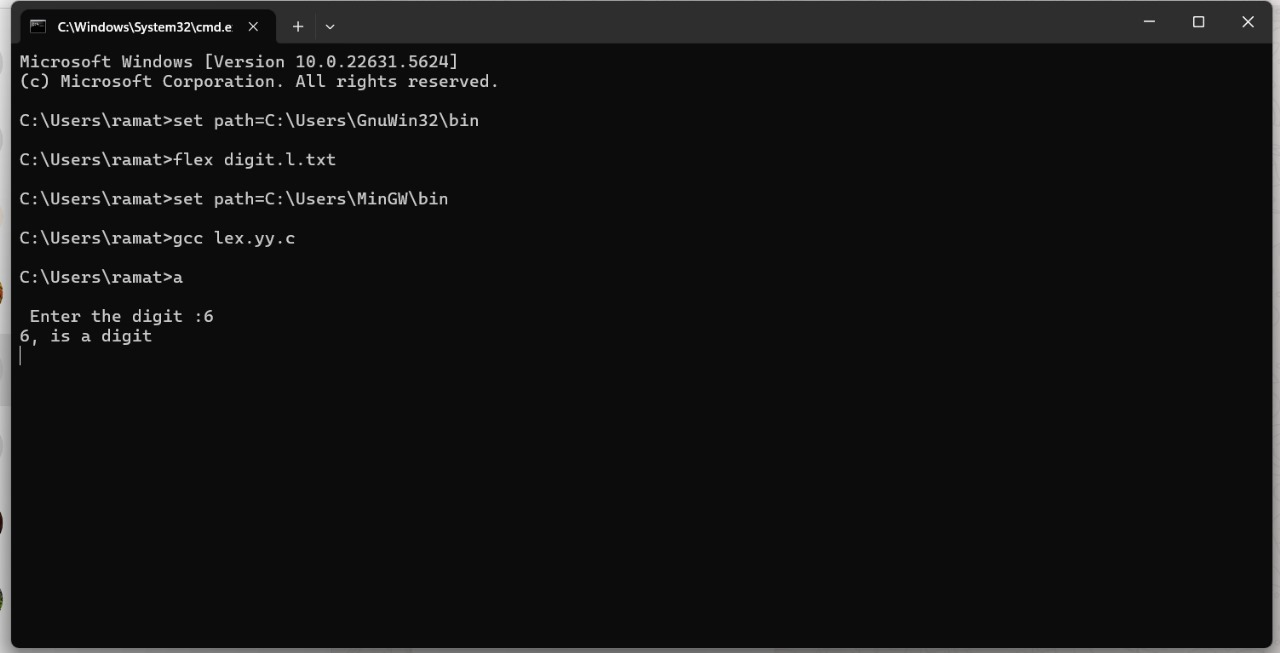 C:\Windows\System32\cmd.e
Microsoft Windows [Version 10.0.22631.5624]
(c) Microsoft Corporation. All rights reserved.
C:\Users\ramat>set path=C:\Users\GnuWin32\bin
C:\Users\ramat>flex digit.l.txt
C:\Users\ramat>set path=C:\Users\MinGW\bin
C:\Users\ramat>gcc lex.yy.c
C:\Users\ramat>a
Enter the digit :6
6, is a digit